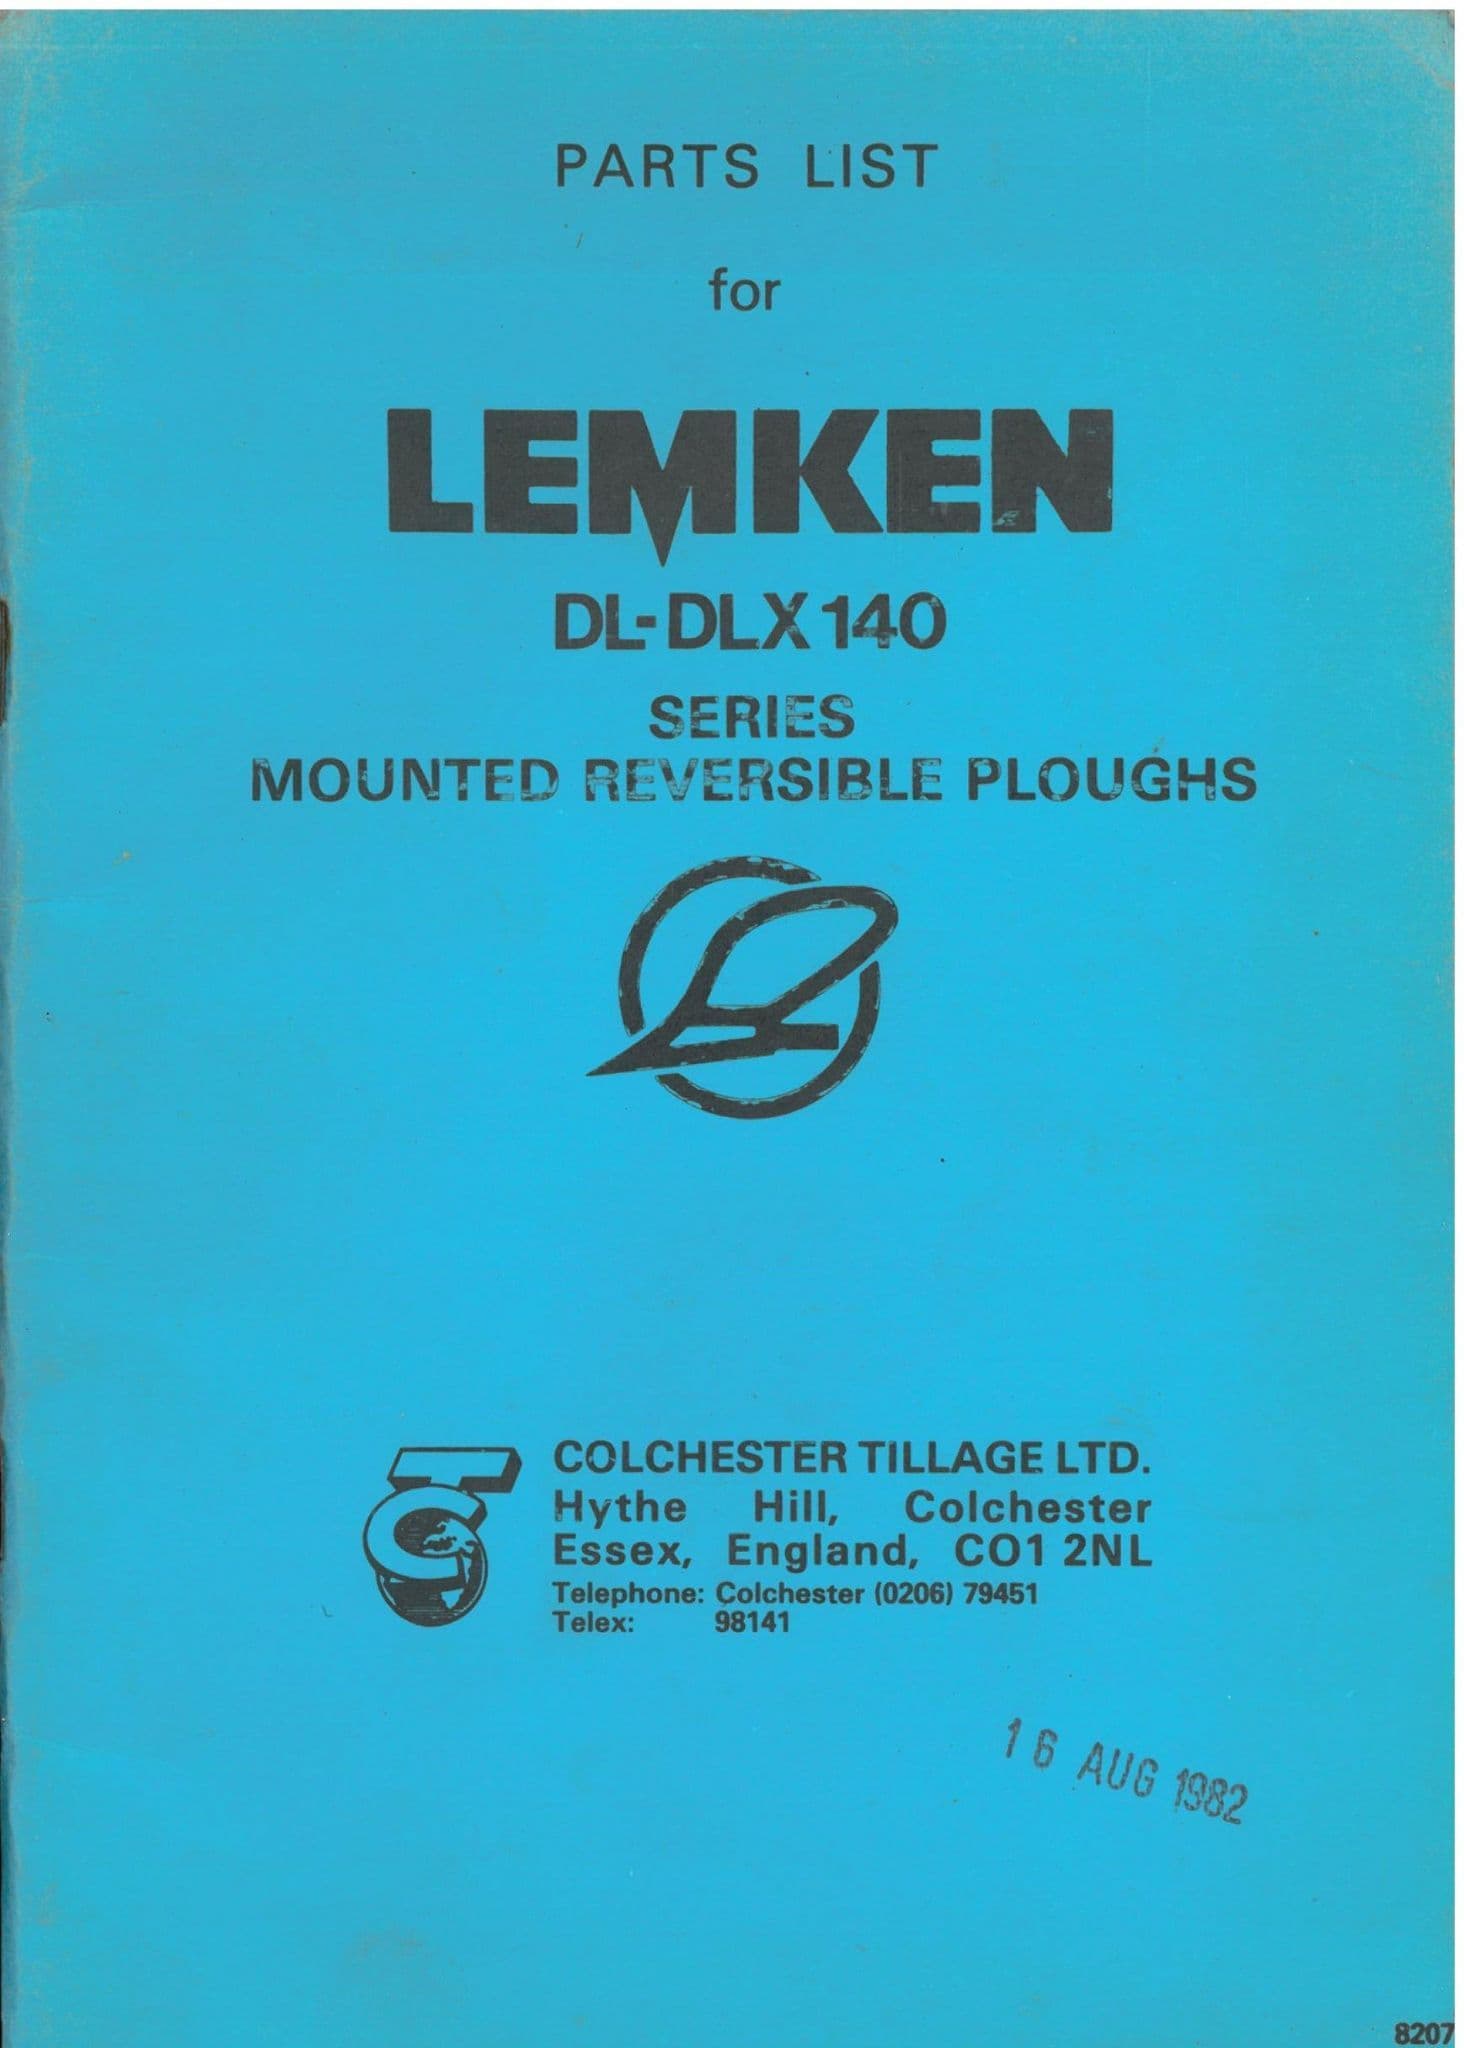 PARTS LIST
for
LEMKEN
DL-DLX 140
SERIES
MOUNTED REVERSIBLE PLOUGHS
TC
COLCHESTER TILLAGE LTD.
Hythe Hill, Colchester
Essex, England, CO1 2NL
Telephone: Colchester (0206) 79451
Telex: 98141
16 AUG 1982
8207